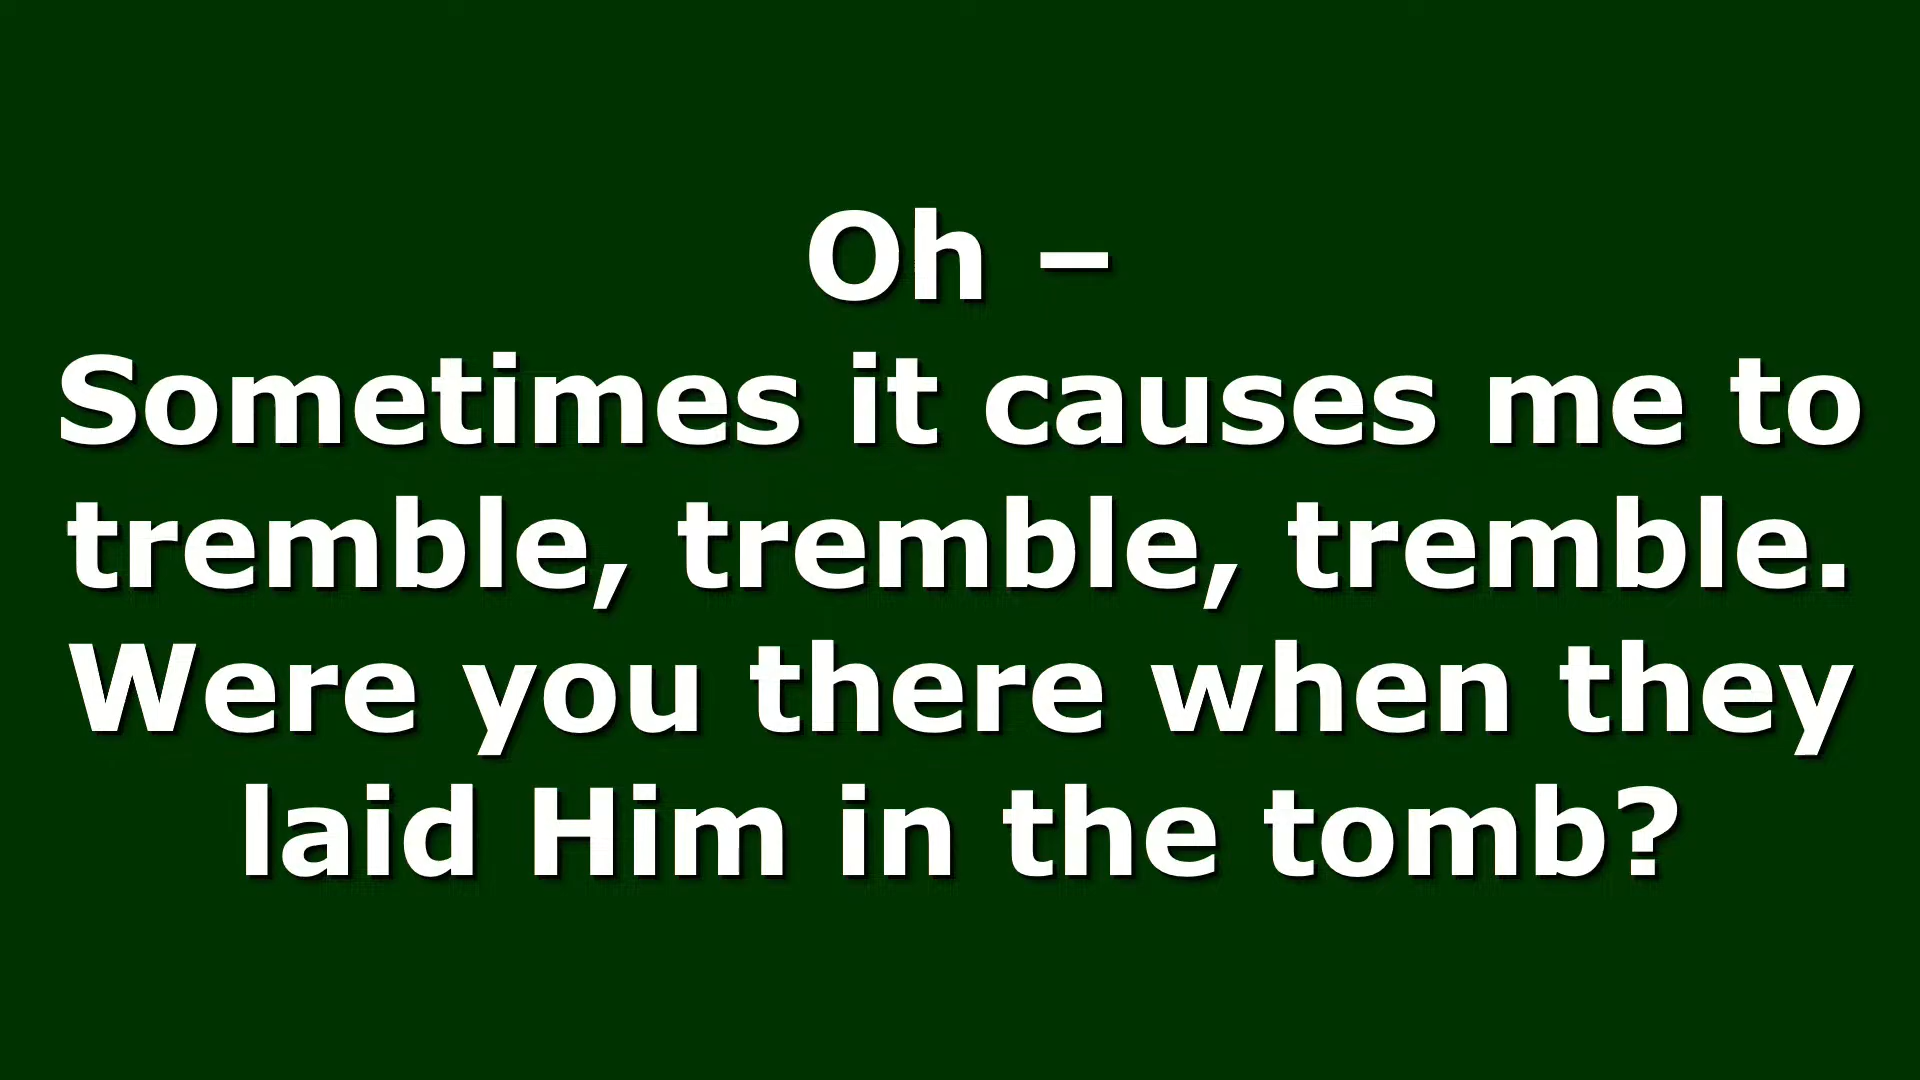 Oh –
Sometimes it causes me to
tremble, tremble, tremble.
Were you there when they
laid Him in the tomb?